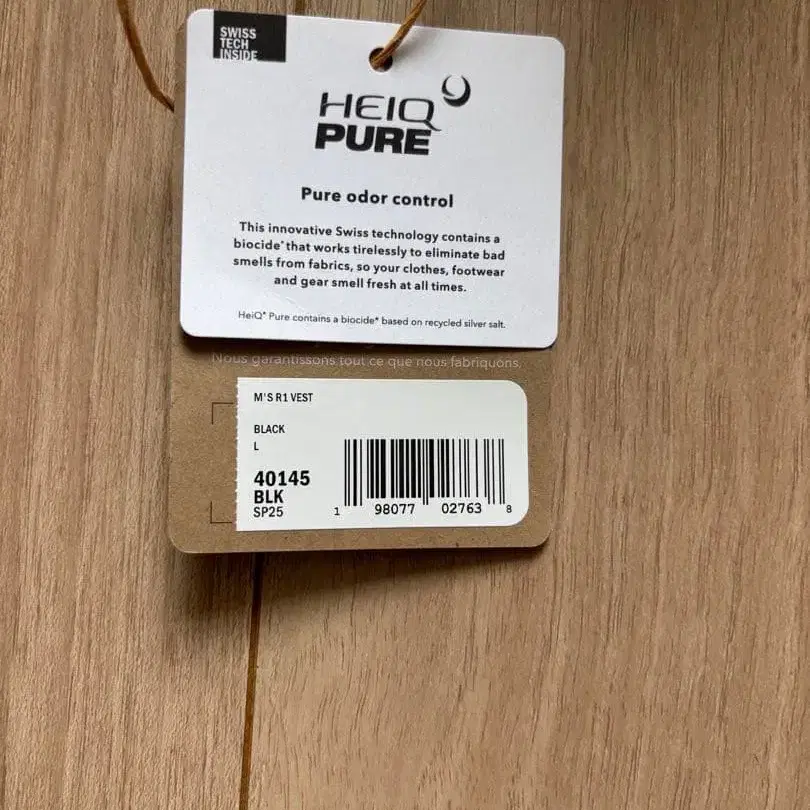 SWISS
TECH
INSIDE
HEIQ
PURE
Pure odor control
This innovative Swiss technology contains a
biocide* that works tirelessly to eliminate bad
smells from fabrics, so your clothes, footwear
and gear smell fresh at all times.
HeiQ® Pure contains a biocide* based on recycled silver salt.
Nous garantissons tout ce que nous fabriquons.
M'S R1 VEST
BLACK
L
40145
BLK
SP25
1 98077 02763 8